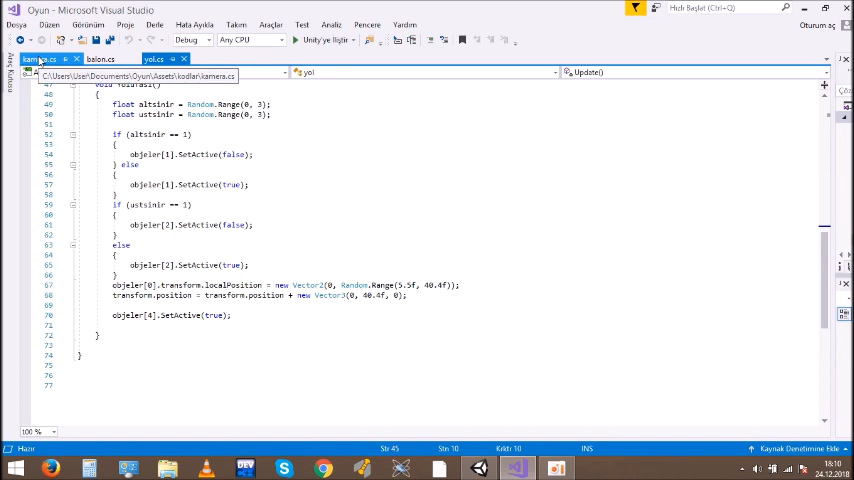 Oyun - Microsoft Visual Studio
Hızlı Başlat (Ctrl+Q)
Dosya Düzen Görünüm Proje Derle Hata Ayıkla Takım Araçlar Test Analiz Pencere Yardım
Oturum aç
Debug Any CPU Unity'ye İliştir
kamera.cs balon.cs yol.cs
Araç Kutusu
yol Update()
C:\Users\User\Documents\Oyun\Assets\kodlar\kamera.cs
48 {
49 float altsinir = Random.Range(0, 3);
50 float ustsinir = Random.Range(0, 3);
51
52 if (altsinir == 1)
53 {
54 objeler[1].SetActive(false);
55 } else
56 {
57 objeler[1].SetActive(true);
58 }
59 if (ustsinir == 1)
60 {
61 objeler[2].SetActive(false);
62 }
63 else
64 {
65 objeler[2].SetActive(true);
66 }
67 objeler[0].transform.localPosition = new Vector2(0, Random.Range(5.5f, 40.4f));
68 transform.position = transform.position + new Vector3(0, 40.4f, 0);
69
70 objeler[4].SetActive(true);
71
72 }
73
74 }
75
76
77
100 %
Hazır Str 45 Stn 10 Krktr 10 INS Kaynak Denetimine Ekle
DEV
18:10
24.12.2018